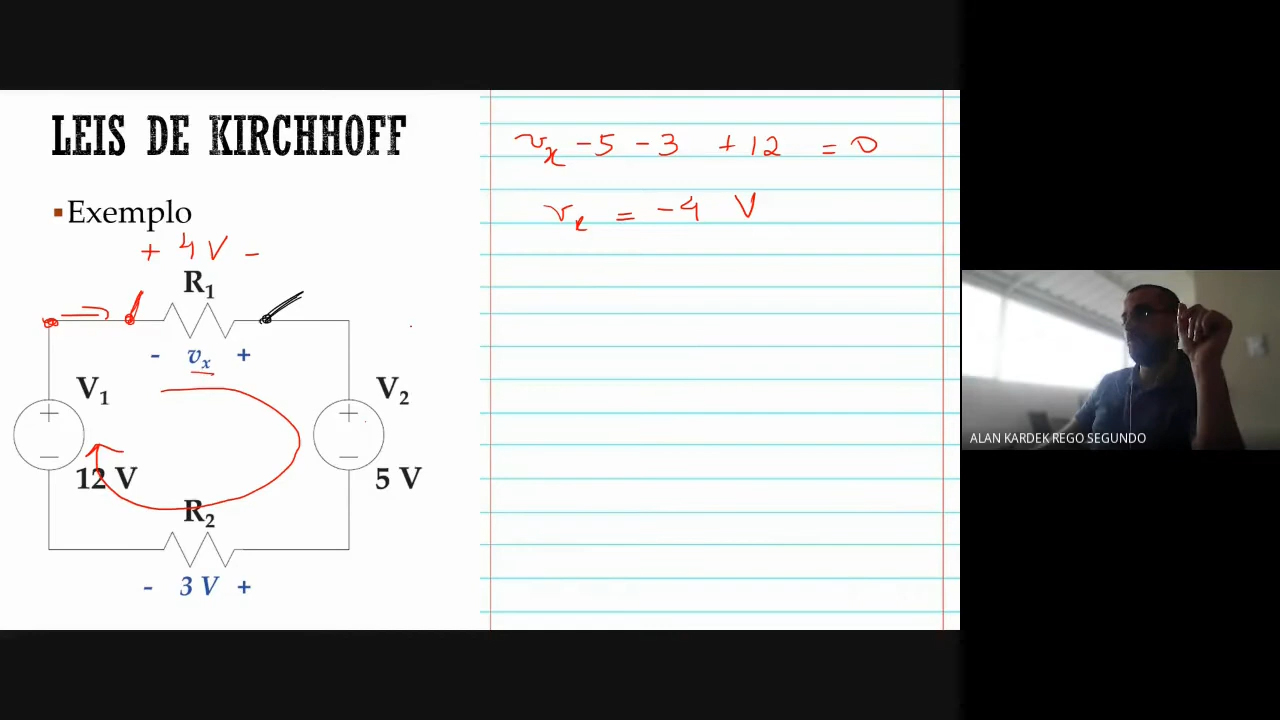 LEIS DE KIRCHHOFF
▪Exemplo
+ 4 V -
R1
- vx +
V1
+
-
12 V
V2
+
-
5 V
R2
- 3 V +
vx - 5 - 3 + 12 = 0
vx = -4 V
ALAN KARDEK REGO SEGUNDO